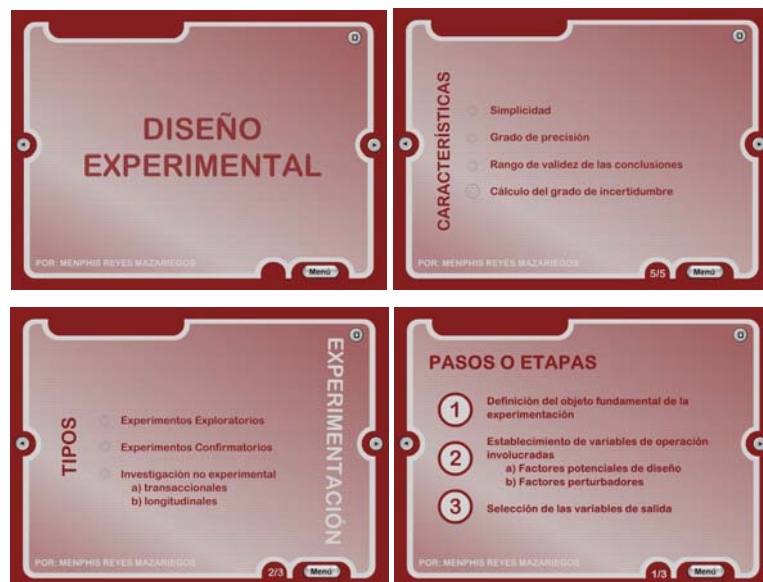 DISEÑO
EXPERIMENTAL
POR: MENPHIS REYES MAZARIEGOS
Menú
CARACTERÍSTICAS
Simplicidad
Grado de precisión
Rango de validez de las conclusiones
Cálculo del grado de incertidumbre
POR: MENPHIS REYES MAZARIEGOS
5/5
Menú
EXPERIMENTACIÓN
TIPOS
Experimentos Exploratorios
Experimentos Confirmatorios
Investigación no experimental
a) transaccionales
b) longitudinales
POR: MENPHIS REYES MAZARIEGOS
2/3
Menú
PASOS O ETAPAS
1
Definición del objeto fundamental de la
experimentación
2
Establecimiento de variables de operación
involucradas
a) Factores potenciales de diseño
b) Factores perturbadores
3
Selección de las variables de salida
POR: MENPHIS REYES MAZARIEGOS
1/3
Menú